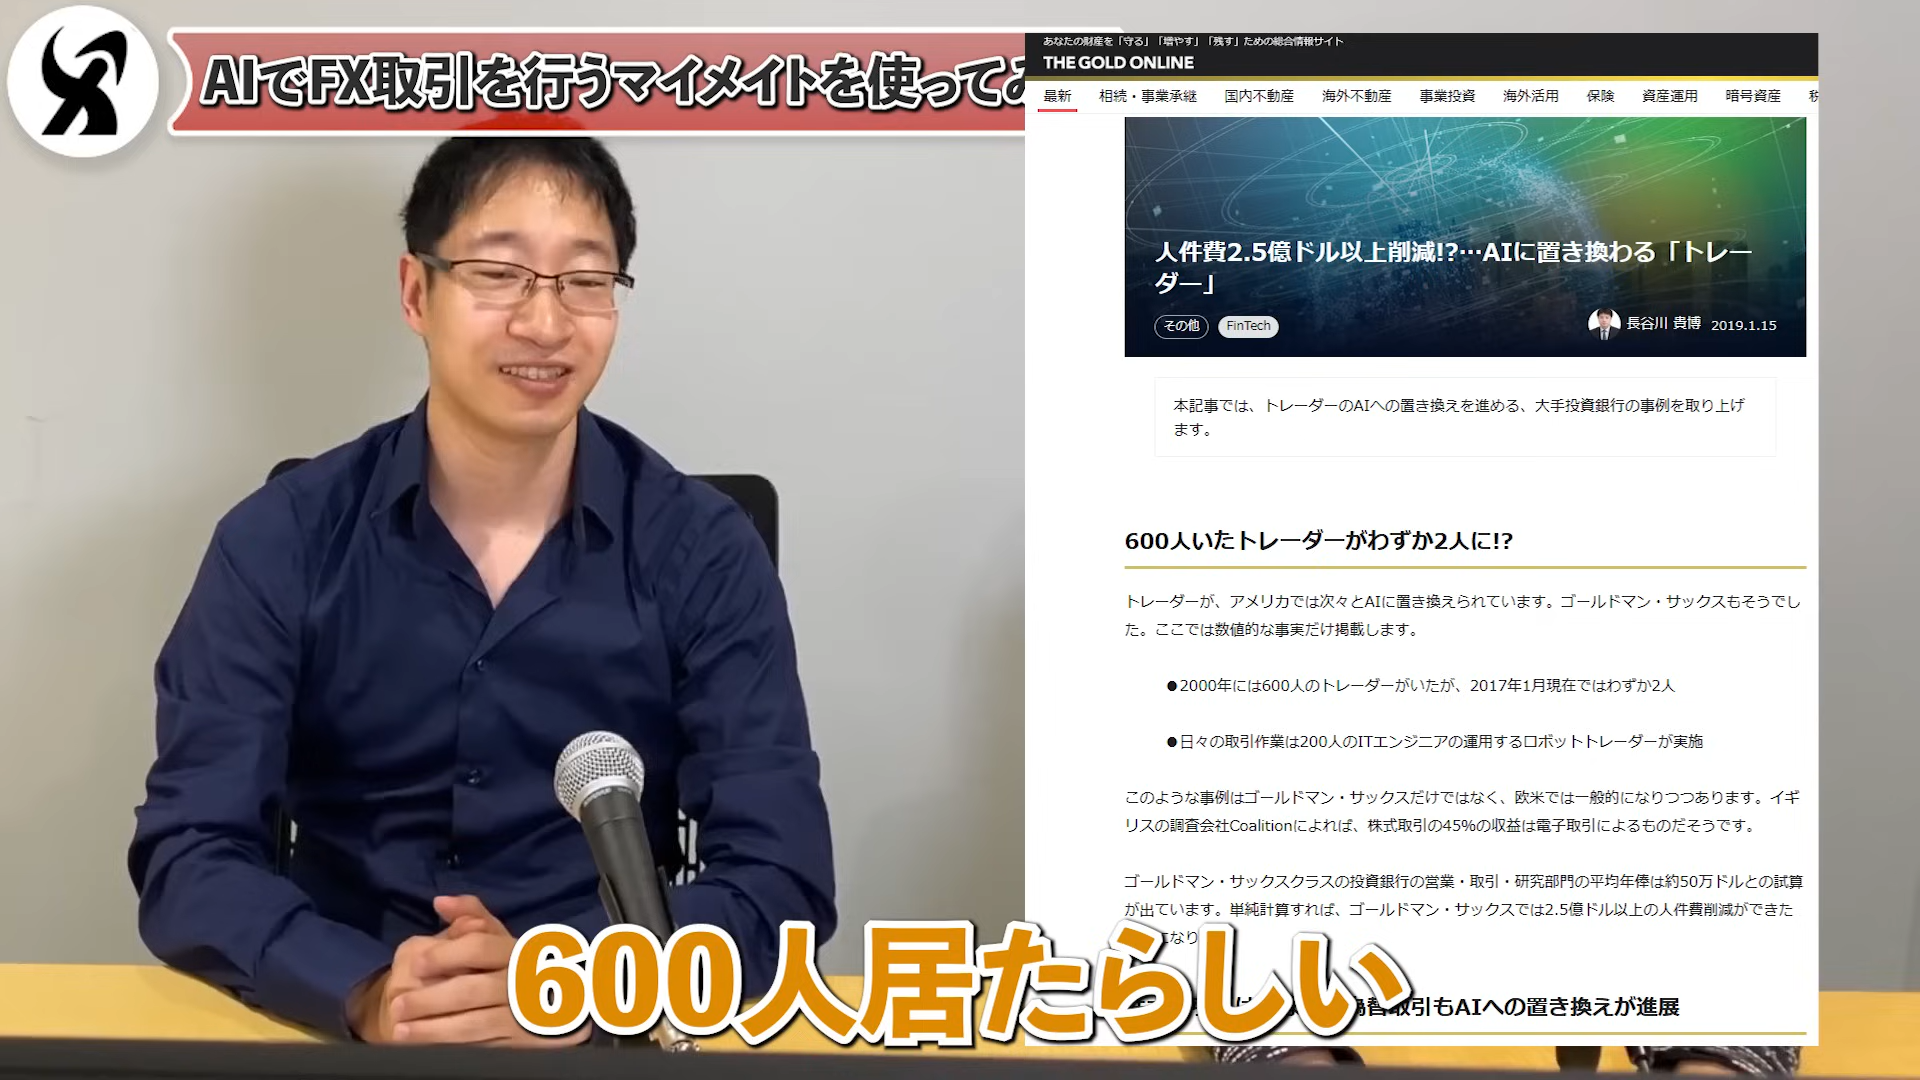 AIでFX取引を行うマイメイトを使ってみ
あなたの財産を「守る」「増やす」「残す」ための総合情報サイト
THE GOLD ONLINE
最新 相続・事業承継 国内不動産 海外不動産 事業投資 海外活用 保険 資産運用 暗号資産
人件費2.5億ドル以上削減!?…AIに置き換わる「トレー
ダー」
その他 FinTech 長谷川 貴博 2019.1.15
本記事では、トレーダーのAIへの置き換えを進める、大手投資銀行の事例を取り上げ
ます。
600人いたトレーダーがわずか2人に!?
トレーダーが、アメリカでは次々とAIに置き換えられています。ゴールドマン・サックスもそうでし
た。ここでは数値的な事実だけ掲載します。
●2000年には600人のトレーダーがいたが、2017年1月現在ではわずか2人
●日々の取引作業は200人のITエンジニアの運用するロボットトレーダーが実施
このような事例はゴールドマン・サックスだけではなく、欧米では一般的になりつつあります。イギ
リスの調査会社Coalitionによれば、株式取引の45%の収益は電子取引によるものだそうです。
ゴールドマン・サックスクラスの投資銀行の営業・取引・研究部門の平均年俸は約50万ドルとの試算
が出ています。単純計算すれば、ゴールドマン・サックスでは2.5億ドル以上の人件費削減ができた
になり
替取引もAIへの置き換えが進展
600人居たらしい